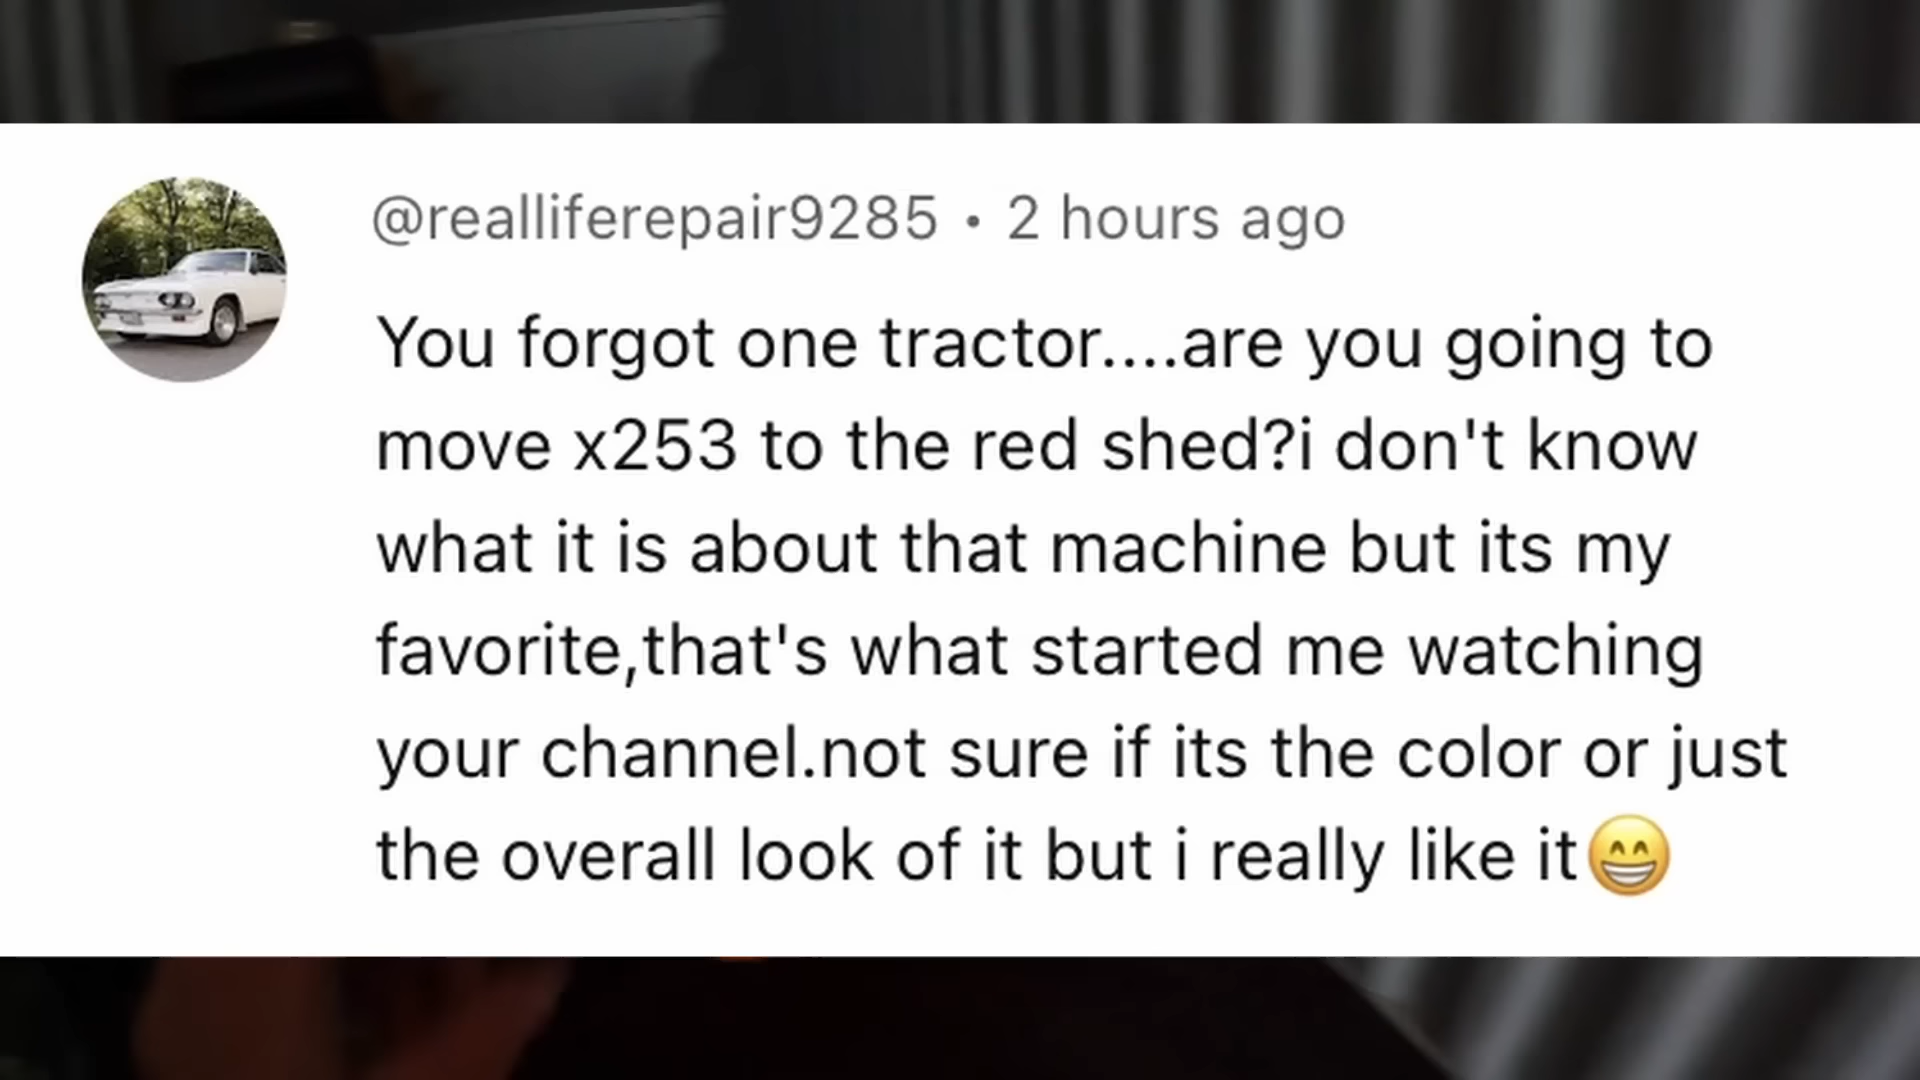 @realliferepair9285 • 2 hours ago
You forgot one tractor....are you going to
move x253 to the red shed?i don't know
what it is about that machine but its my
favorite,that's what started me watching
your channel.not sure if its the color or just
the overall look of it but i really like it😁